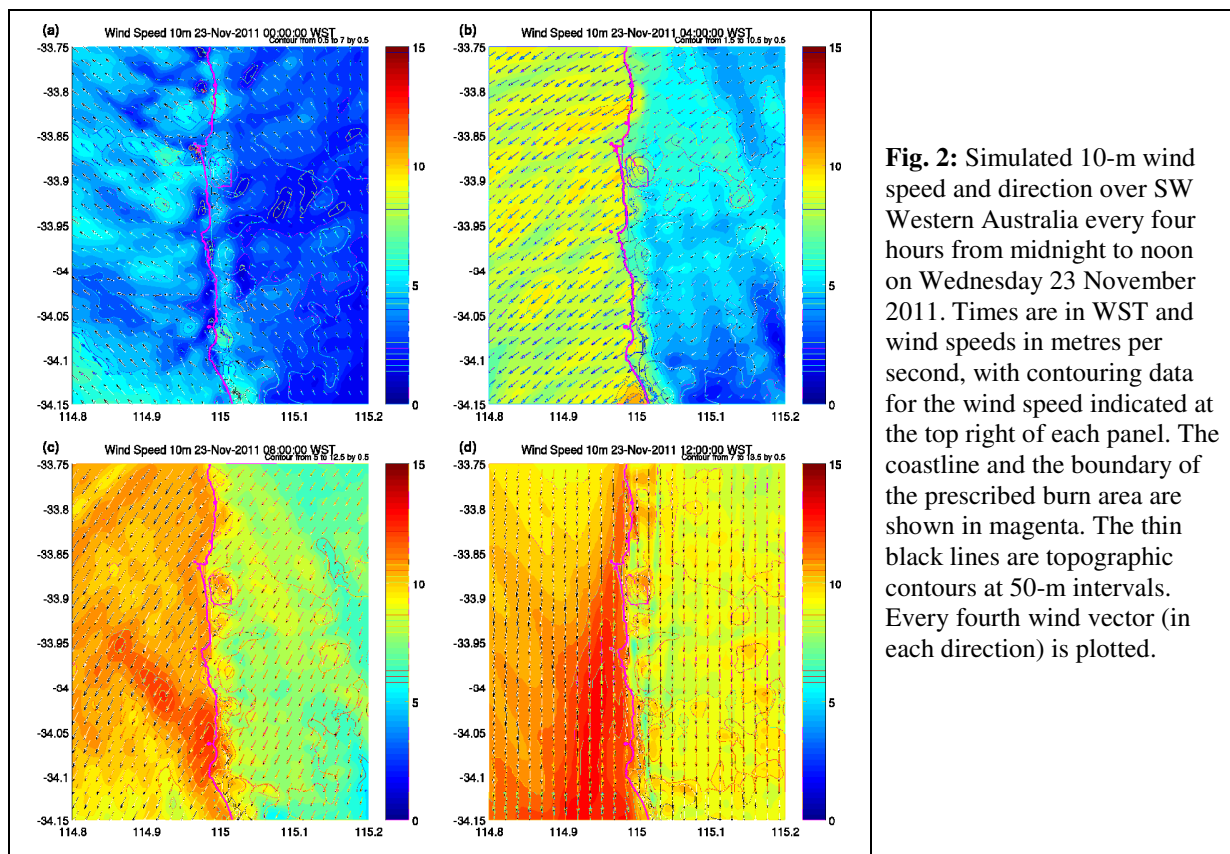 (a)
Wind Speed 10m 23-Nov-2011 00:00:00 WST
Contour from 0.5 to 7 by 0.5
-33.75
-33.8
-33.85
-33.9
-33.95
-34
-34.05
-34.1
-34.15
114.8 114.9 115 115.1 115.2
15
10
5
0
(b)
Wind Speed 10m 23-Nov-2011 04:00:00 WST
Contour from 1.5 to 10.5 by 0.5
-33.75
-33.8
-33.85
-33.9
-33.95
-34
-34.05
-34.1
-34.15
114.8 114.9 115 115.1 115.2
15
10
5
0
(c)
Wind Speed 10m 23-Nov-2011 08:00:00 WST
Contour from 5 to 12.5 by 0.5
-33.75
-33.8
-33.85
-33.9
-33.95
-34
-34.05
-34.1
-34.15
114.8 114.9 115 115.1 115.2
15
10
5
0
(d)
Wind Speed 10m 23-Nov-2011 12:00:00 WST
Contour from 7 to 13.5 by 0.5
-33.75
-33.8
-33.85
-33.9
-33.95
-34
-34.05
-34.1
-34.15
114.8 114.9 115 115.1 115.2
15
10
5
0
Fig. 2: Simulated 10-m wind
speed and direction over SW
Western Australia every four
hours from midnight to noon
on Wednesday 23 November
2011. Times are in WST and
wind speeds in metres per
second, with contouring data
for the wind speed indicated at
the top right of each panel. The
coastline and the boundary of
the prescribed burn area are
shown in magenta. The thin
black lines are topographic
contours at 50-m intervals.
Every fourth wind vector (in
each direction) is plotted.